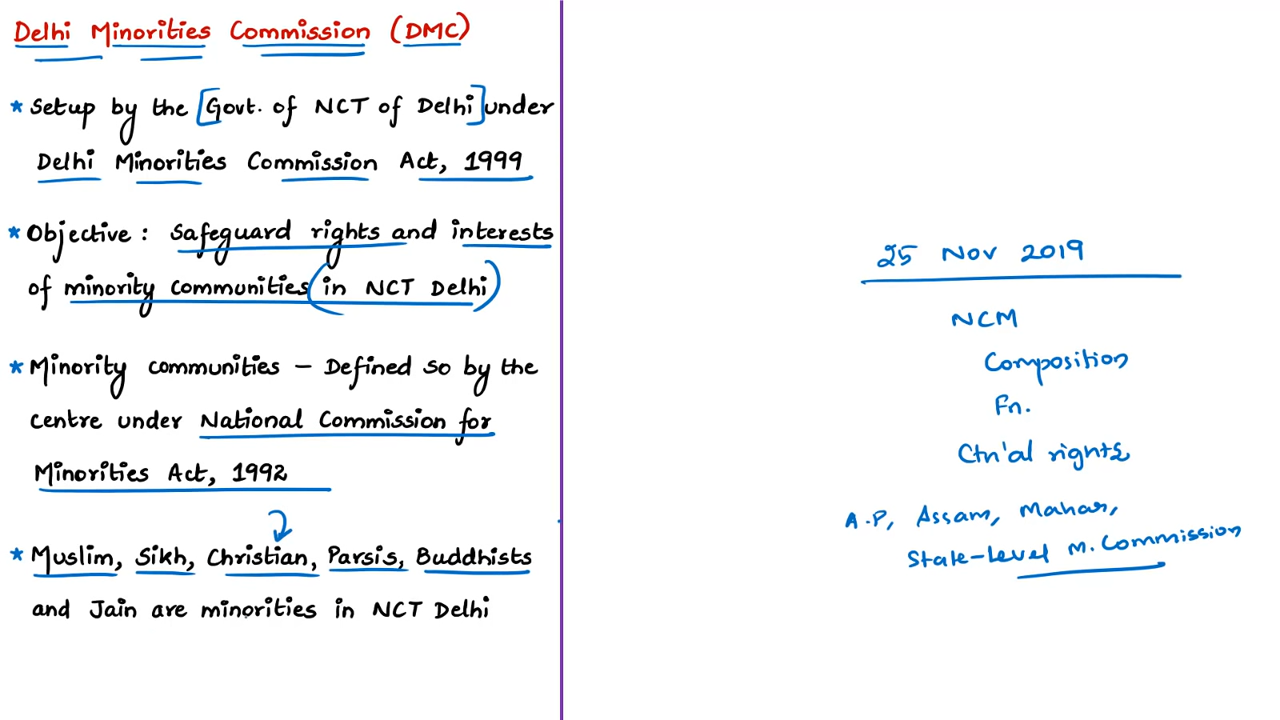 Delhi Minorities Commission (DMC)
* Setup by the [Govt. of NCT of Delhi] under
Delhi Minorities Commission Act, 1999
* Objective : Safeguard rights and interests
of minority communities (in NCT Delhi)
* Minority communities – Defined so by the
centre under National Commission for
Minorities Act, 1992
* Muslim, Sikh, Christian, Parsis, Buddhists
and Jain are minorities in NCT Delhi
25 Nov 2019
NCM
Composition
Fn.
Ctn'al rights
A.P, Assam, Mahar,
State-Level M. Commission